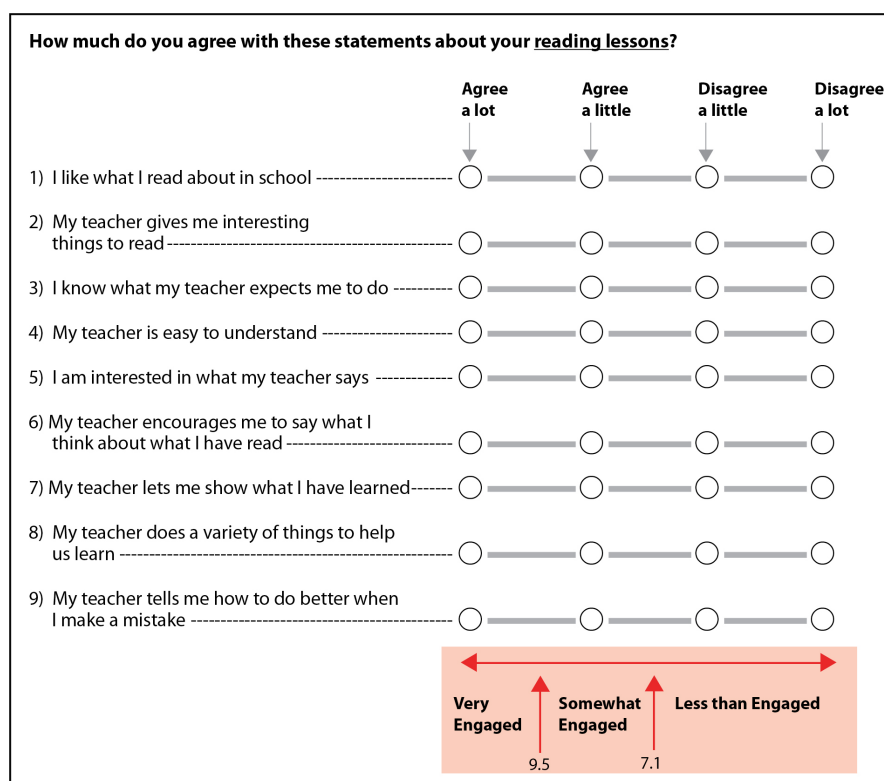 How much do you agree with these statements about your reading lessons?
Agree a lot
Agree a little
Disagree a little
Disagree a lot
1) I like what I read about in school
2) My teacher gives me interesting
things to read
3) I know what my teacher expects me to do
4) My teacher is easy to understand
5) I am interested in what my teacher says
6) My teacher encourages me to say what I
think about what I have read
7) My teacher lets me show what I have learned
8) My teacher does a variety of things to help
us learn
9) My teacher tells me how to do better when
I make a mistake
Very
Engaged
Somewhat
Engaged
Less than Engaged
9.5
7.1